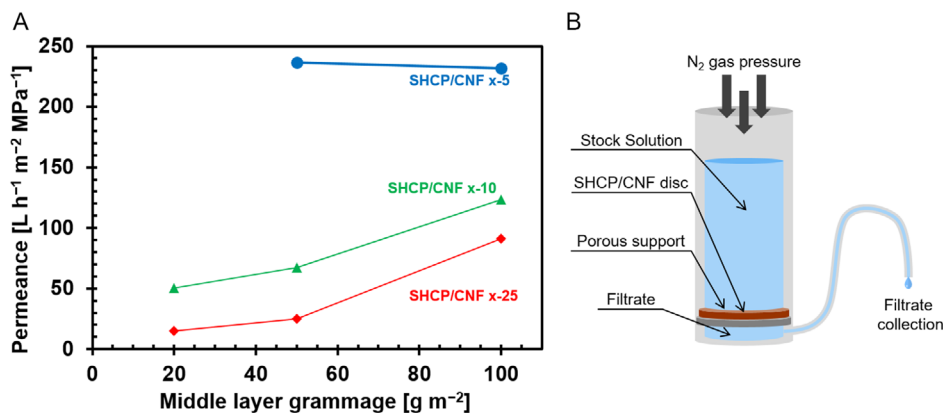 A
Permeance [L h⁻¹ m⁻² MPa⁻¹]
250
200
150
100
50
0
0 20 40 60 80 100
Middle layer grammage [g m⁻²]
SHCP/CNF x-5
SHCP/CNF x-10
SHCP/CNF x-25
B
N₂ gas pressure
Stock Solution
SHCP/CNF disc
Porous support
Filtrate
Filtrate
collection